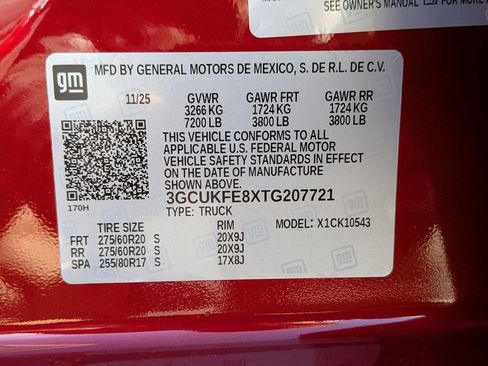 SEE OWNER'S MANUAL FOR MORE
gm
MFD BY GENERAL MOTORS DE MEXICO, S. DE R.L. DE C.V.
11/25 GVWR GAWR FRT GAWR RR
3266 KG 1724 KG 1724 KG
7200 LB 3800 LB 3800 LB
THIS VEHICLE CONFORMS TO ALL
APPLICABLE U.S. FEDERAL MOTOR
VEHICLE SAFETY STANDARDS IN EFFECT
ON THE DATE OF MANUFACTURE
SHOWN ABOVE.
3GCUKFE8XTG207721
170H
TYPE: TRUCK MODEL: X1CK10543
TIRE SIZE RIM
FRT 275/60R20 S 20X9J
RR 275/60R20 S 20X9J
SPA 255/80R17 S 17X8J